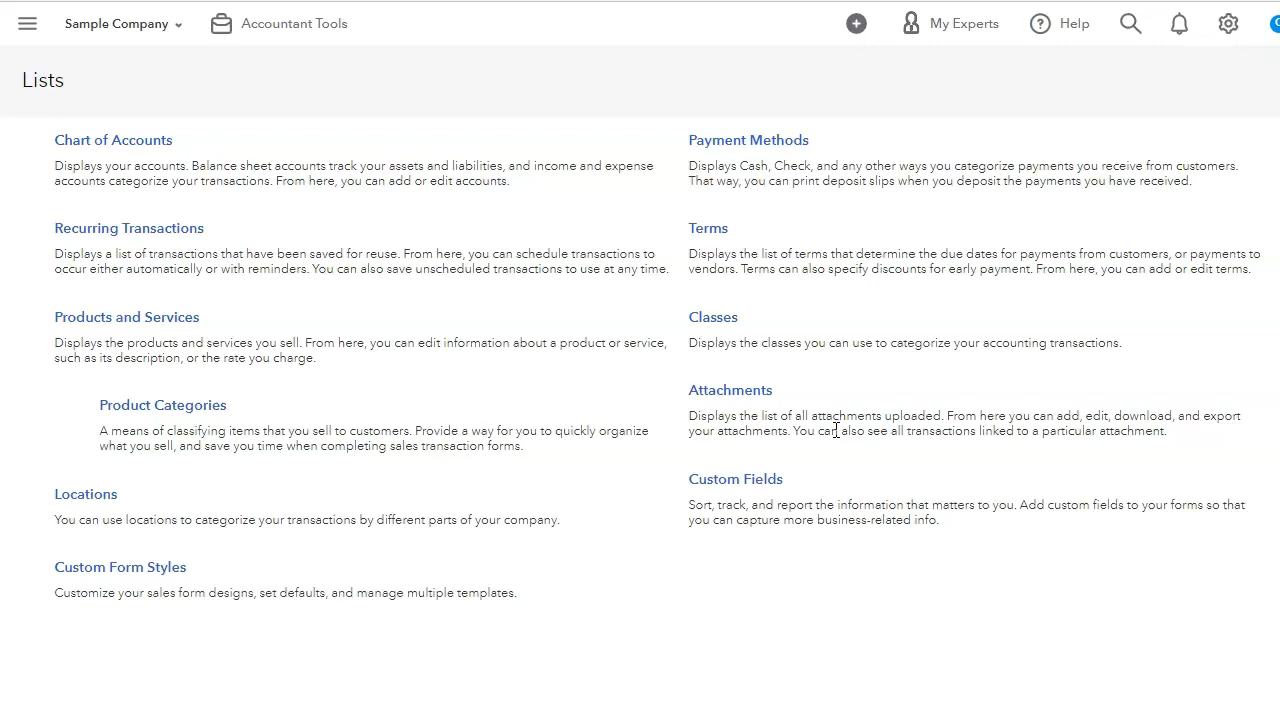 Sample Company
Accountant Tools
My Experts
Help
Lists
Chart of Accounts
Displays your accounts. Balance sheet accounts track your assets and liabilities, and income and expense
accounts categorize your transactions. From here, you can add or edit accounts.
Recurring Transactions
Displays a list of transactions that have been saved for reuse. From here, you can schedule transactions to
occur either automatically or with reminders. You can also save unscheduled transactions to use at any time.
Products and Services
Displays the products and services you sell. From here, you can edit information about a product or service,
such as its description, or the rate you charge.
Product Categories
A means of classifying items that you sell to customers. Provide a way for you to quickly organize
what you sell, and save you time when completing sales transaction forms.
Locations
You can use locations to categorize your transactions by different parts of your company.
Custom Form Styles
Customize your sales form designs, set defaults, and manage multiple templates.
Payment Methods
Displays Cash, Check, and any other ways you categorize payments you receive from customers.
That way, you can print deposit slips when you deposit the payments you have received.
Terms
Displays the list of terms that determine the due dates for payments from customers, or payments to
vendors. Terms can also specify discounts for early payment. From here, you can add or edit terms.
Classes
Displays the classes you can use to categorize your accounting transactions.
Attachments
Displays the list of all attachments uploaded. From here you can add, edit, download, and export
your attachments. You can also see all transactions linked to a particular attachment.
Custom Fields
Sort, track, and report the information that matters to you. Add custom fields to your forms so that
you can capture more business-related info.